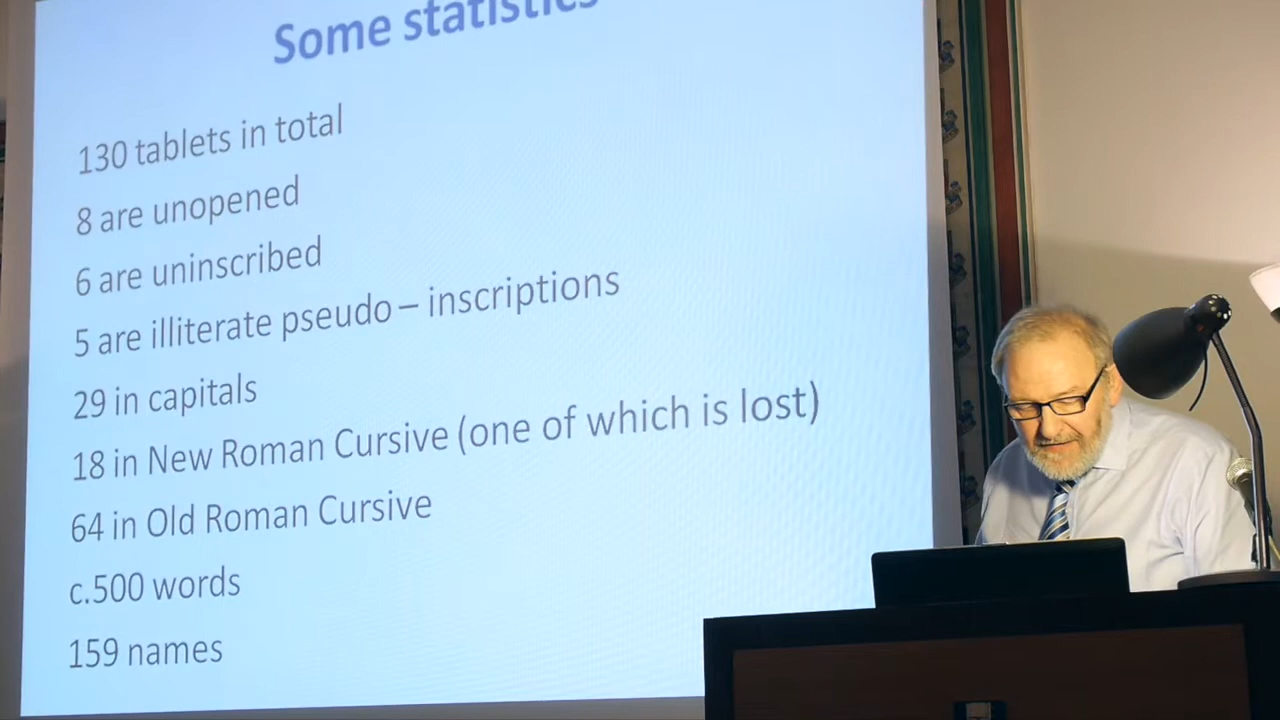 Some statistics
130 tablets in total
8 are unopened
6 are uninscribed
5 are illiterate pseudo – inscriptions
29 in capitals
18 in New Roman Cursive (one of which is lost)
64 in Old Roman Cursive
c.500 words
159 names